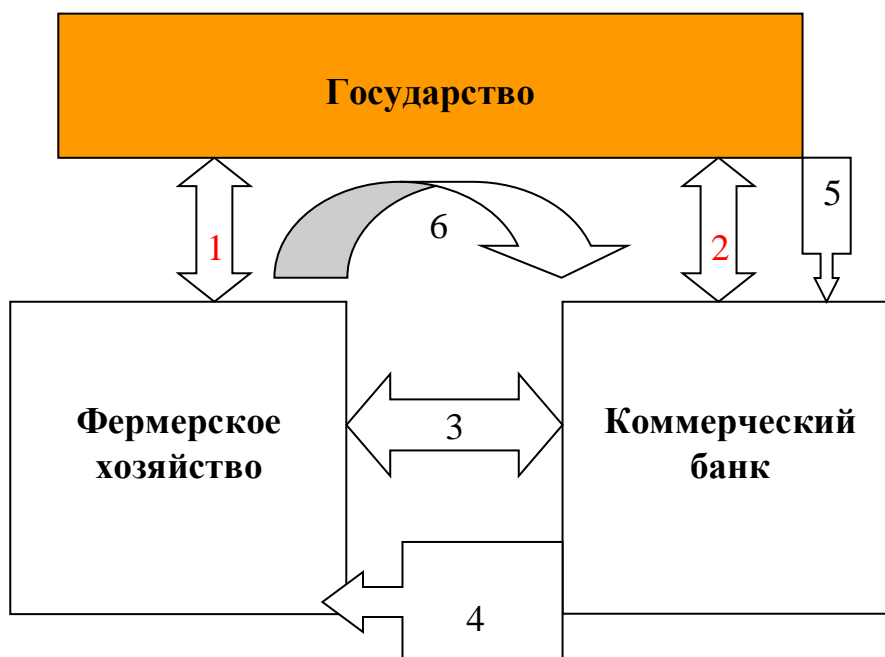 Государство
5
6
1
2
Фермерское
хозяйство
3
Коммерческий
банк
4